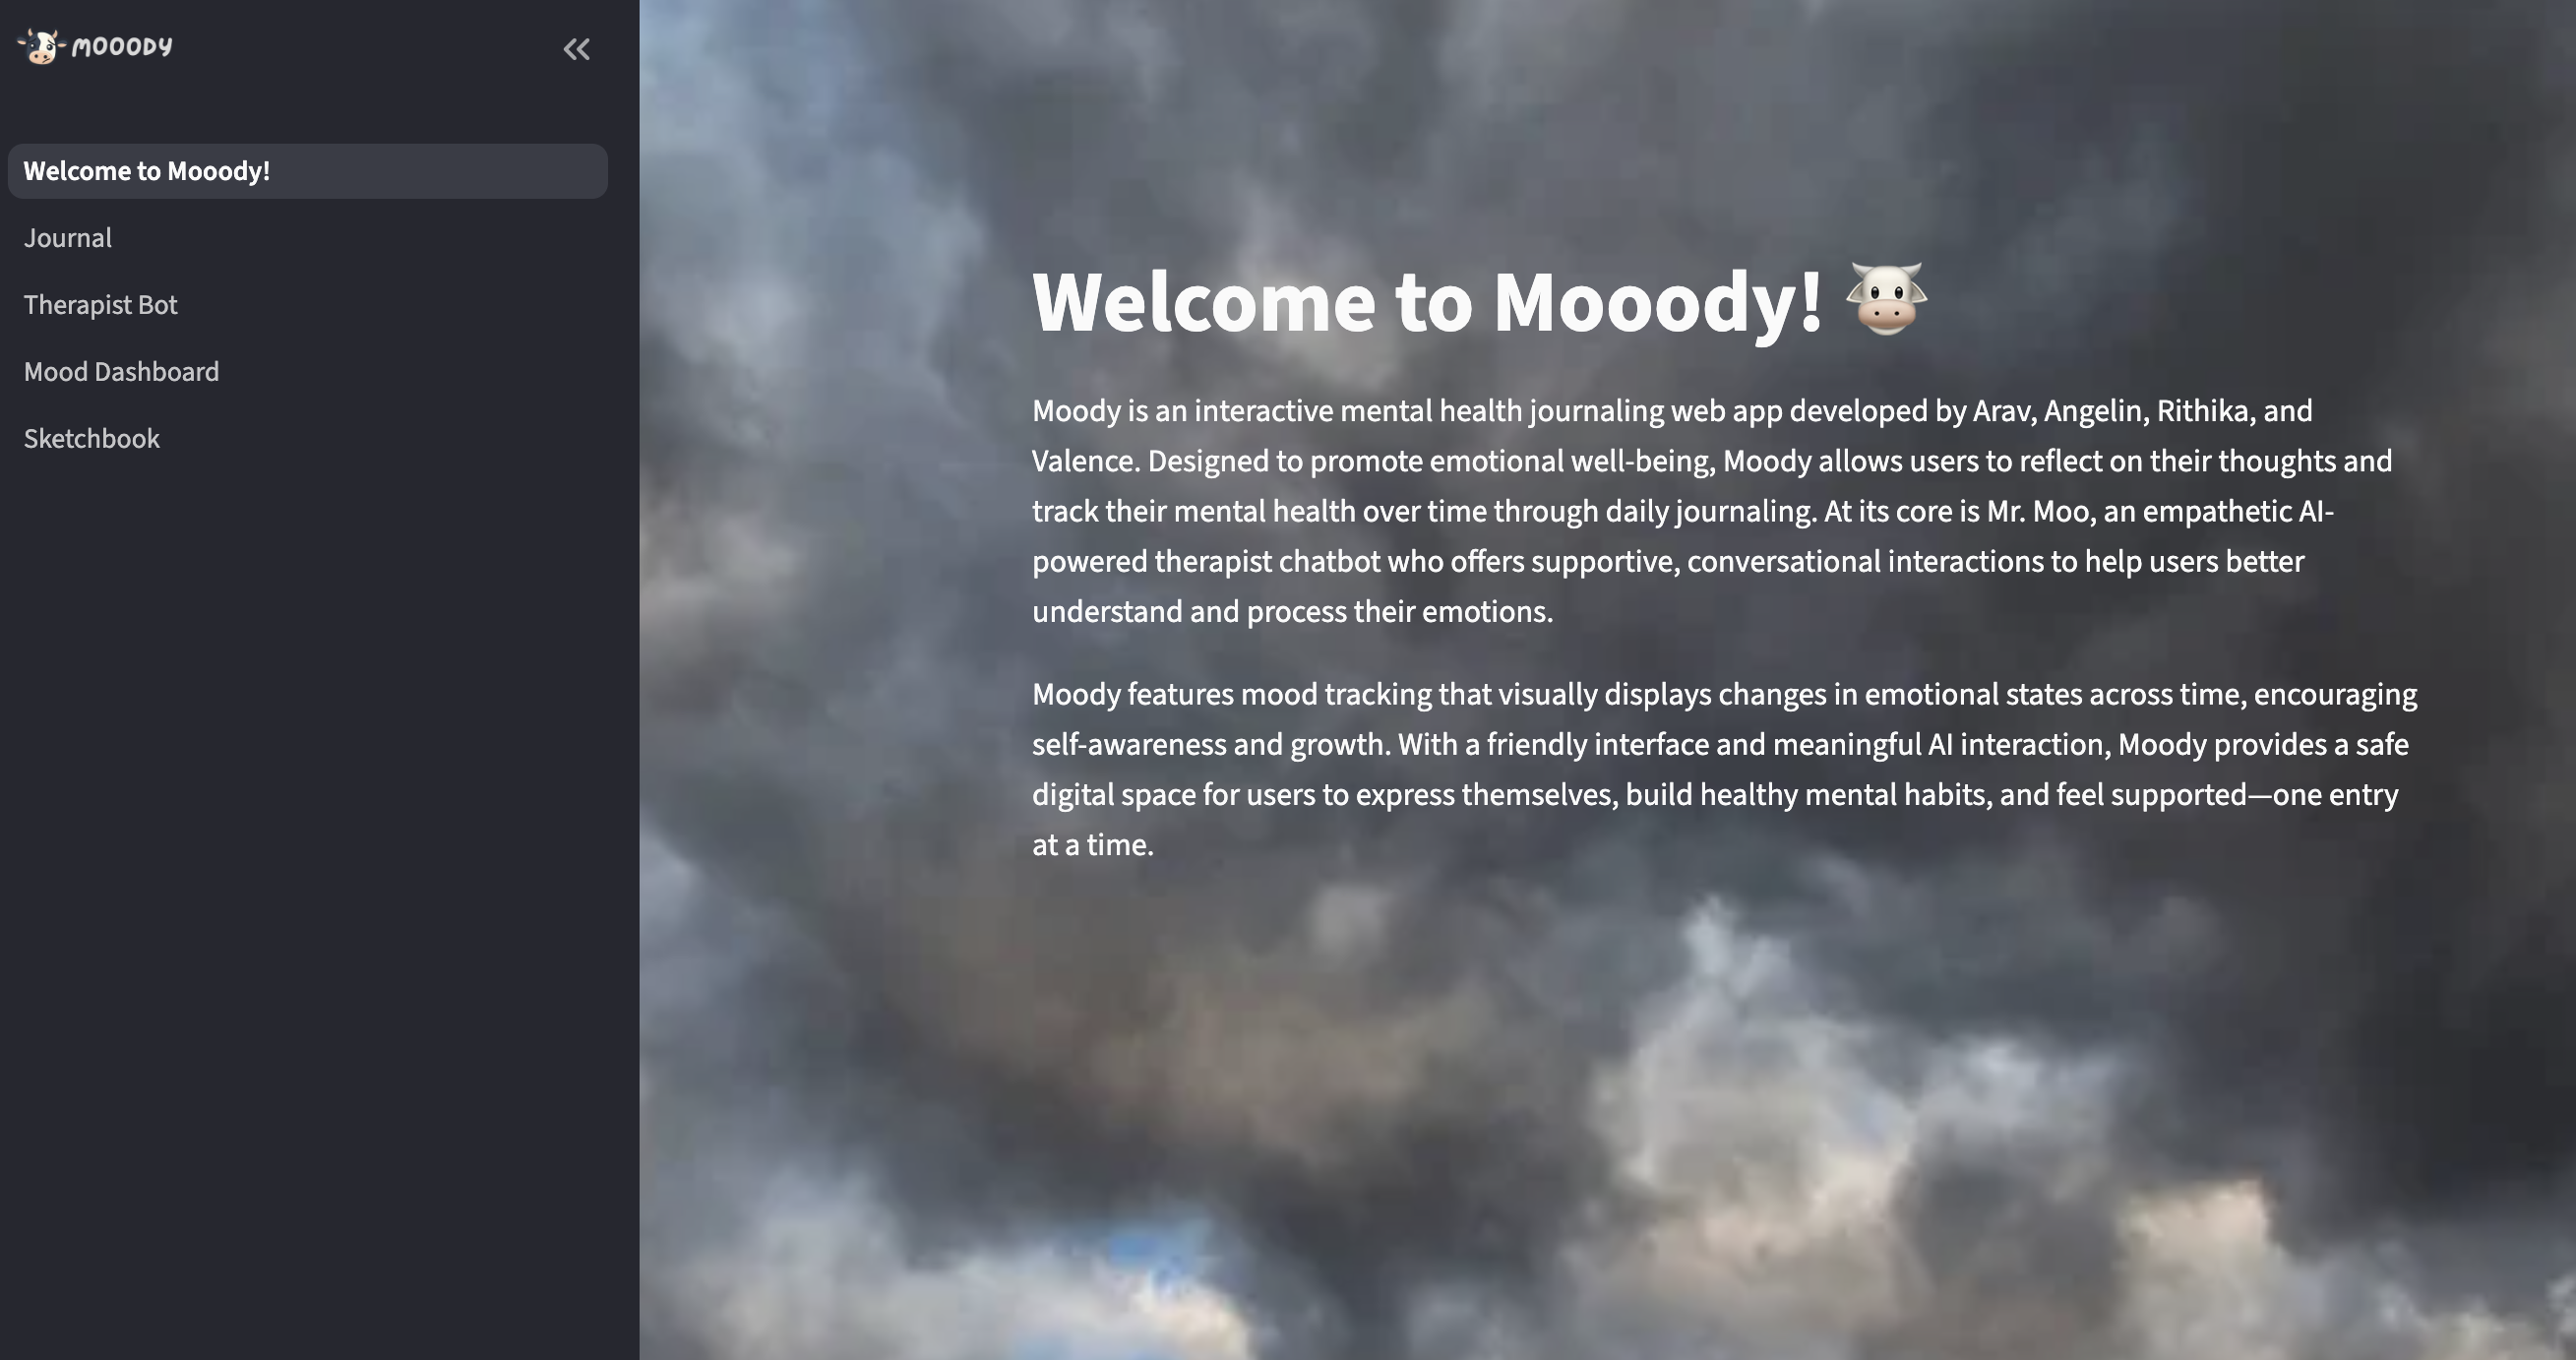 MOOODY
Welcome to Mooody!
Journal
Therapist Bot
Mood Dashboard
Sketchbook
Welcome to Mooody! 🐮
Moody is an interactive mental health journaling web app developed by Arav, Angelin, Rithika, and
Valence. Designed to promote emotional well-being, Moody allows users to reflect on their thoughts and
track their mental health over time through daily journaling. At its core is Mr. Moo, an empathetic AI-
powered therapist chatbot who offers supportive, conversational interactions to help users better
understand and process their emotions.
Moody features mood tracking that visually displays changes in emotional states across time, encouraging
self-awareness and growth. With a friendly interface and meaningful AI interaction, Moody provides a safe
digital space for users to express themselves, build healthy mental habits, and feel supported—one entry
at a time.